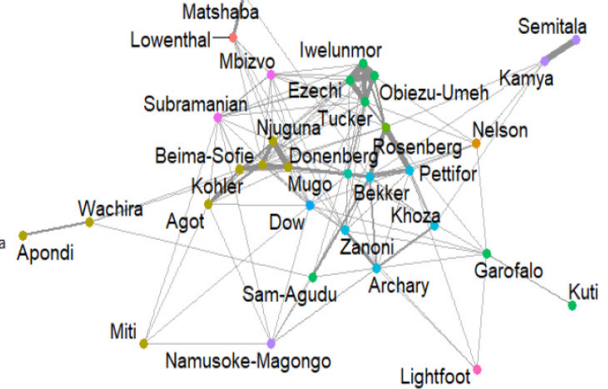 Matshaba
Semitala
Lowenthal
Iwelunmor
Mbizvo
Kamya
Ezechi
Obiezu-Umeh
Subramanian
Tucker
Njuguna
Nelson
Rosenberg
Beima-Sofie
Donenberg
Pettifor
Kohler
Mugo
Bekker
Wachira
Agot
Dow
Khoza
a
Apondi
Zanoni
Garofalo
Sam-Agudu
Archary
Kuti
Miti
Namusoke-Magongo
Lightfoot